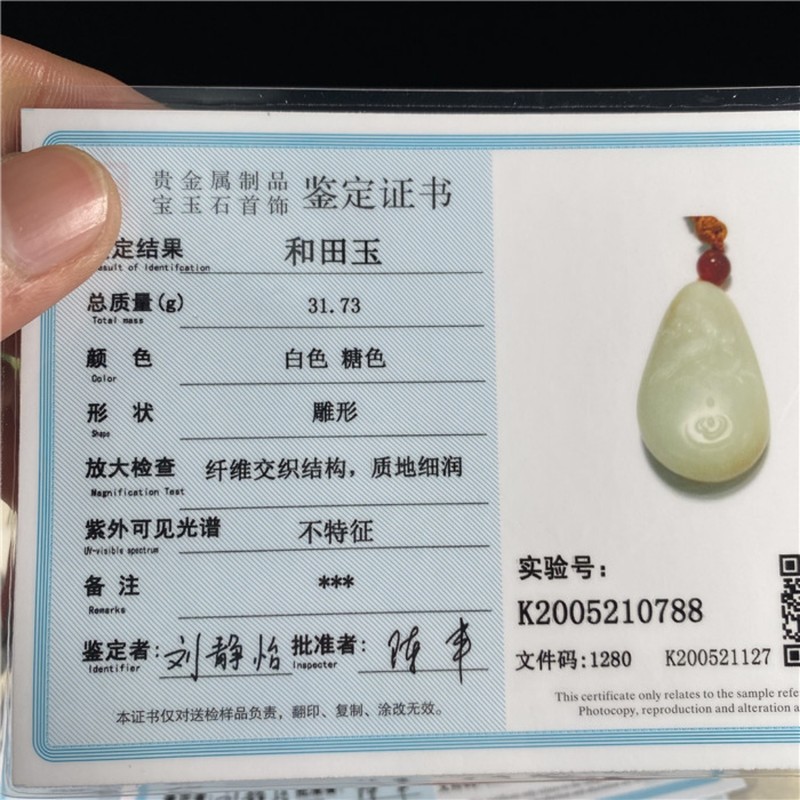 贵金属制品
宝玉石首饰 鉴定证书
定结果 和田玉
esult of Identifcation
总质量(g) 31.73
Total mass
颜 色 白色 糖色
Color
形 状 雕形
Shape
放大检查 纤维交织结构，质地细润
Magnification Test
紫外可见光谱 不特征
UV-visible spectrum
备 注 ***
Remarks
鉴定者: 刘静怡 批准者: 陈丰
Identifier Inspecter
本证书仅对送检样品负责，翻印、复制、涂改无效。
实验号：
K2005210788
文件码:1280 K200521127
This certificate only relates to the sample refe
Photocopy, reproduction and alteration a